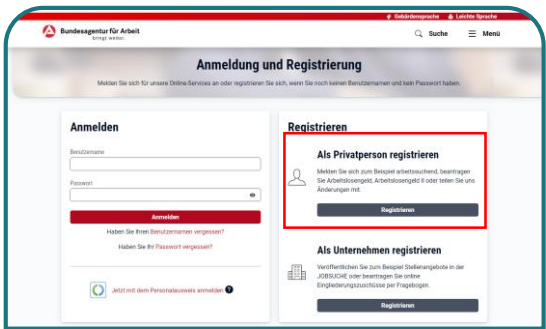 Gebärdensprache Leichte Sprache
Bundesagentur für Arbeit
bringt weiter.
Suche Menü
Anmeldung und Registrierung
Melden Sie sich für unsere Online-Services an oder registrieren Sie sich, wenn Sie noch keinen Benutzernamen und kein Passwort haben.
Anmelden
Benutzername
Passwort
Anmelden
Haben Sie Ihren Benutzernamen vergessen?
Haben Sie Ihr Passwort vergessen?
Jetzt mit dem Personalausweis anmelden ?
Registrieren
Als Privatperson registrieren
Melden Sie sich zum Beispiel arbeitssuchend, beantragen
Sie Arbeitslosengeld, Arbeitslosengeld II oder teilen Sie uns
Änderungen mit.
Registrieren
Als Unternehmen registrieren
Veröffentlichen Sie zum Beispiel Stellenangebote in der
JOBSUCHE oder beantragen Sie online
Eingliederungszuschüsse per Fragebogen.
Registrieren